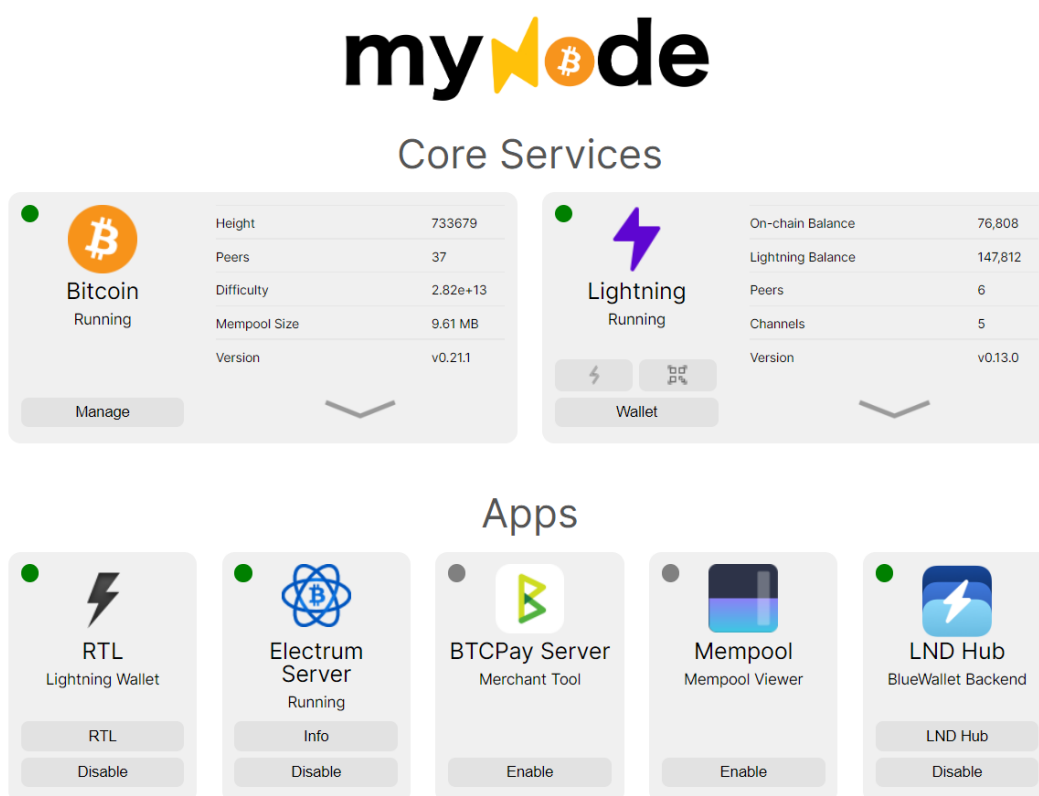 myNode
Core Services
Bitcoin
Running
Manage
Height 733679
Peers 37
Difficulty 2.82e+13
Mempool Size 9.61 MB
Version v0.21.1
Lightning
Running
Wallet
On-chain Balance 76,808
Lightning Balance 147,812
Peers 6
Channels 5
Version v0.13.0
Apps
RTL
Lightning Wallet
RTL
Disable
Electrum
Server
Running
Info
Disable
BTCPay Server
Merchant Tool
Enable
Mempool
Mempool Viewer
Enable
LND Hub
BlueWallet Backend
LND Hub
Disable